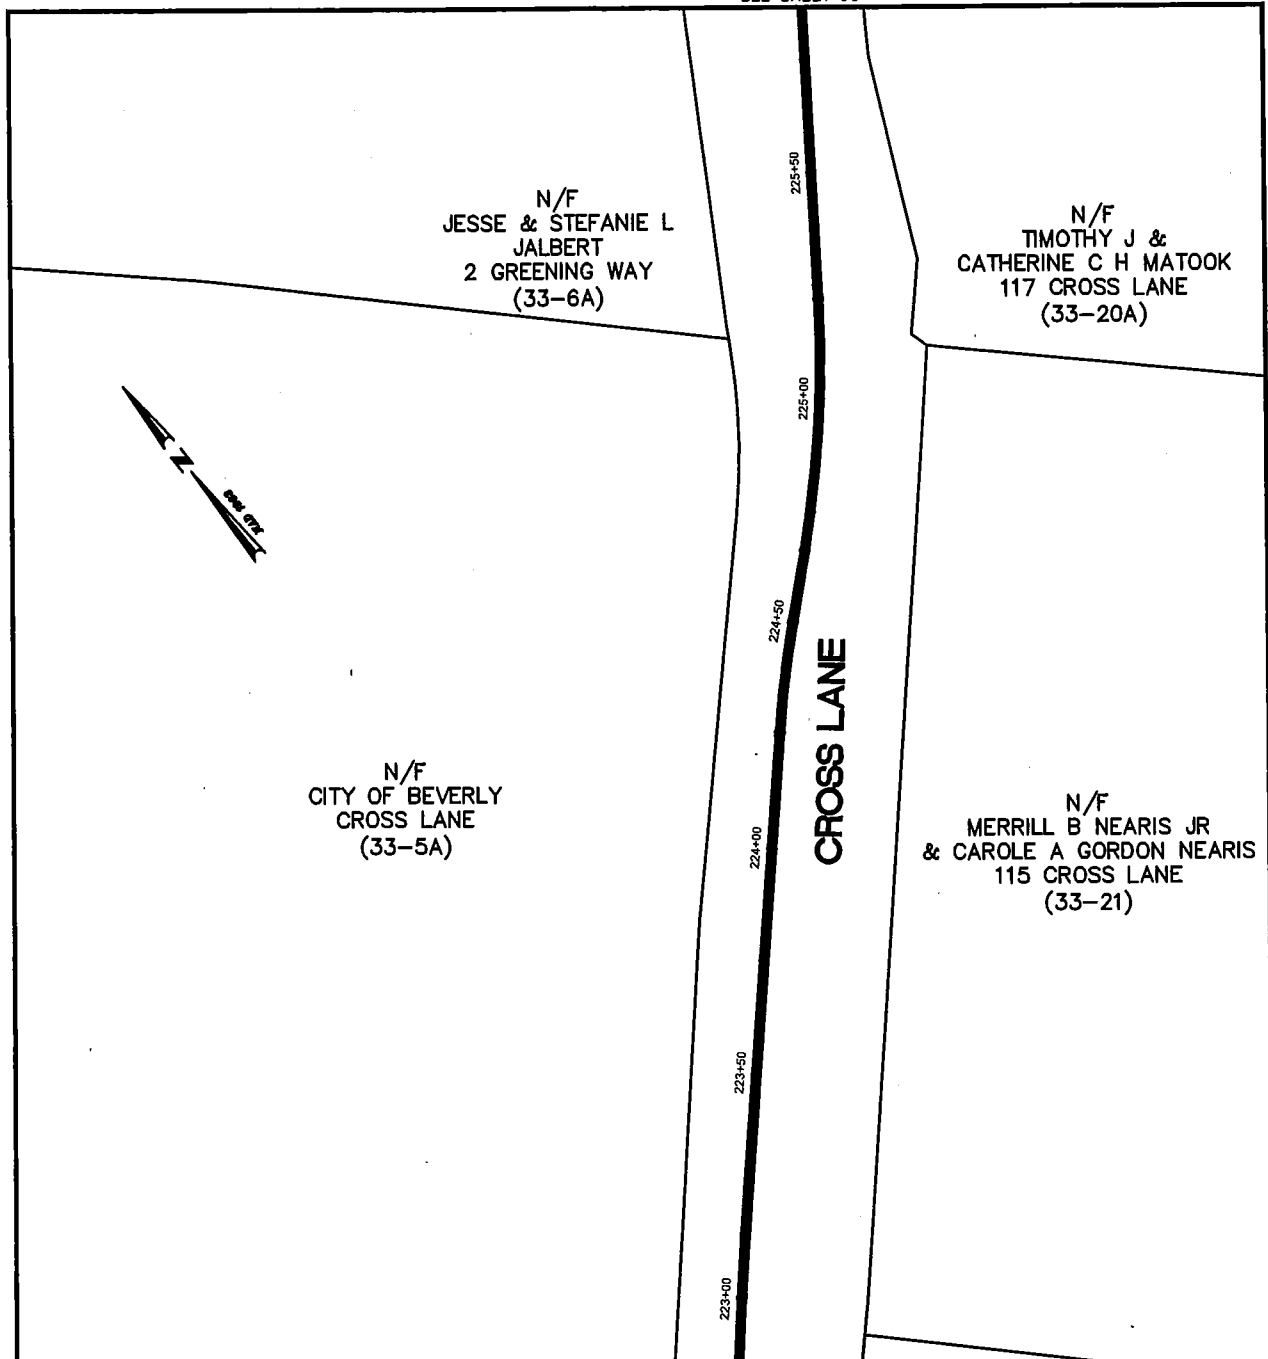 225+50
N/F
JESSE & STEFANIE L
JALBERT
2 GREENING WAY
(33-6A)
N/F
TIMOTHY J &
CATHERINE C H MATOOK
117 CROSS LANE
(33-20A)
225+00
N
224+50
CROSS LANE
N/F
CITY OF BEVERLY
CROSS LANE
(33-5A)
224+00
N/F
MERRILL B NEARIS JR
& CAROLE A GORDON NEARIS
115 CROSS LANE
(33-21)
223+50
223+00